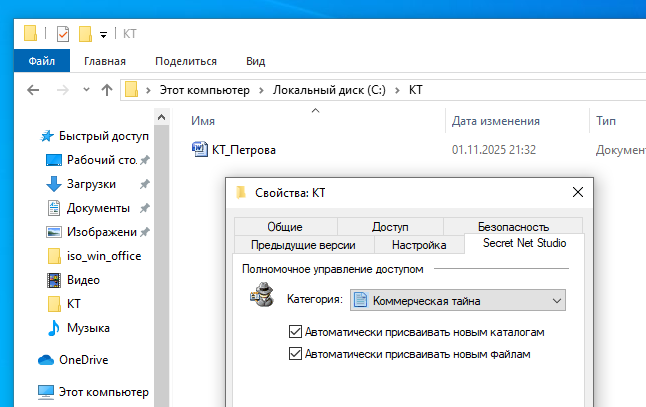 КТ
Файл Главная Поделиться Вид
Этот компьютер > Локальный диск (C:) > КТ
Имя Дата изменения Тип
Быстрый доступ
КТ_Петрова 01.11.2025 21:32 Докумен
Рабочий сто.
Загрузки
Документы
Изображени
iso_win_office
Видео
КТ
Музыка
OneDrive
Этот компьютер
Свойства: КТ
Общие Доступ Безопасность
Предыдущие версии Настройка Secret Net Studio
Полномочное управление доступом
Категория: Коммерческая тайна
Автоматически присваивать новым каталогам
Автоматически присваивать новым файлам